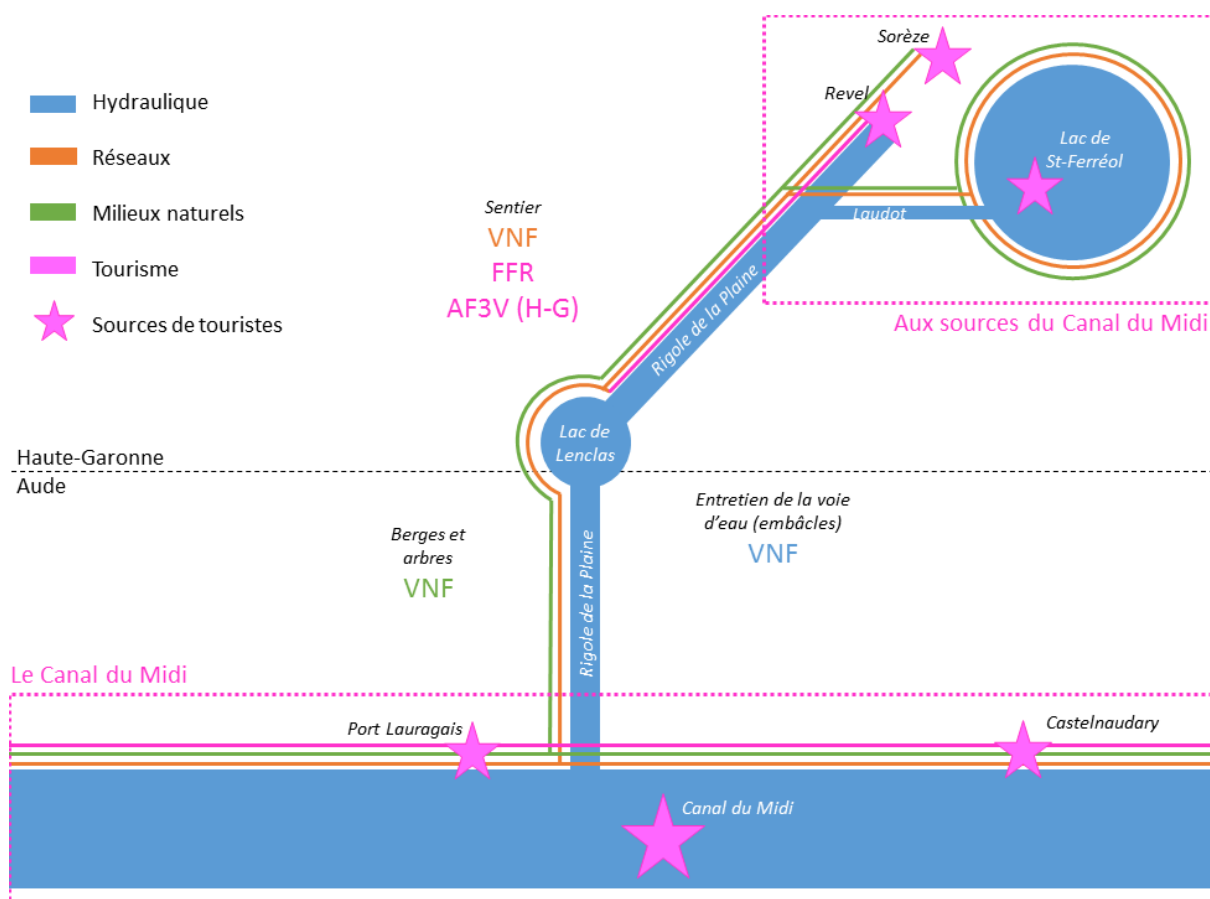 Hydraulique
Réseaux
Milieux naturels
Tourisme
Sources de touristes
Sentier
VNF
FFR
AF3V (H-G)
Sorèze
Revel
Lac de
St-Ferréol
Laudot
Aux sources du Canal du Midi
Rigole de la Plaine
Lac de
Lenclas
Haute-Garonne
Aude
Berges et
arbres
VNF
Rigole de la Plaine
Entretien de la voie
d'eau (embâcles)
VNF
Le Canal du Midi
Port Lauragais
Castelnaudary
Canal du Midi